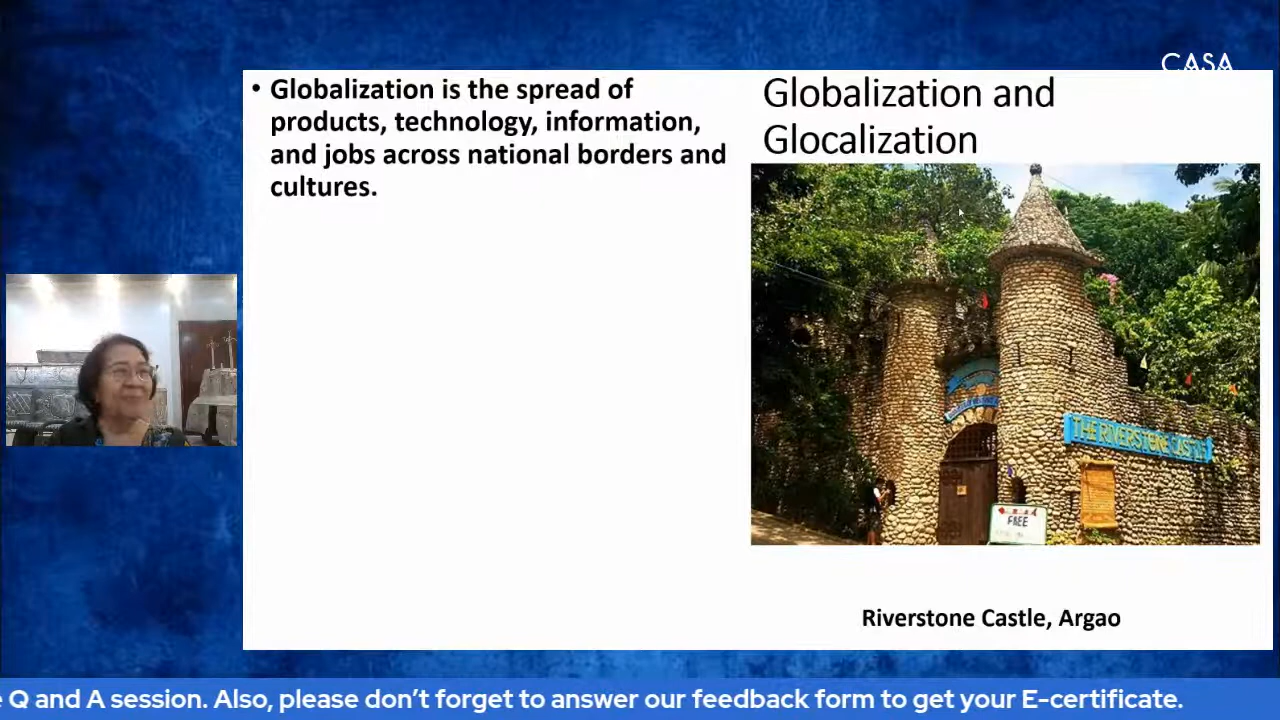 CASA
• Globalization is the spread of
products, technology, information,
and jobs across national borders and
cultures.
Globalization and
Glocalization
THE RIVERSTONE CASTLE
FREE
Riverstone Castle, Argao
Q and A session. Also, please don’t forget to answer our feedback form to get your E-certificate.